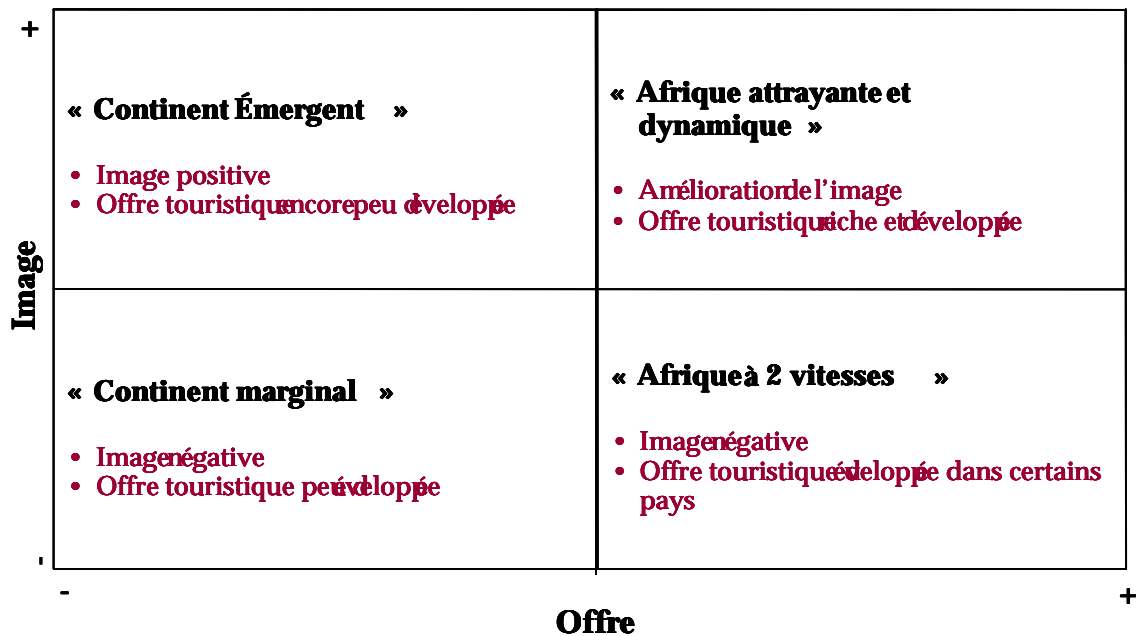 +
« Continent Émergent »
• Image positive
• Offre touristique encore peu développée
« Afrique attrayante et
dynamique »
• Amélioration de l'image
• Offre touristique riche et développée
Image
« Continent marginal »
• Image négative
• Offre touristique peu développée
« Afrique à 2 vitesses »
• Image négative
• Offre touristique développée dans certains
pays
-
-
+
Offre